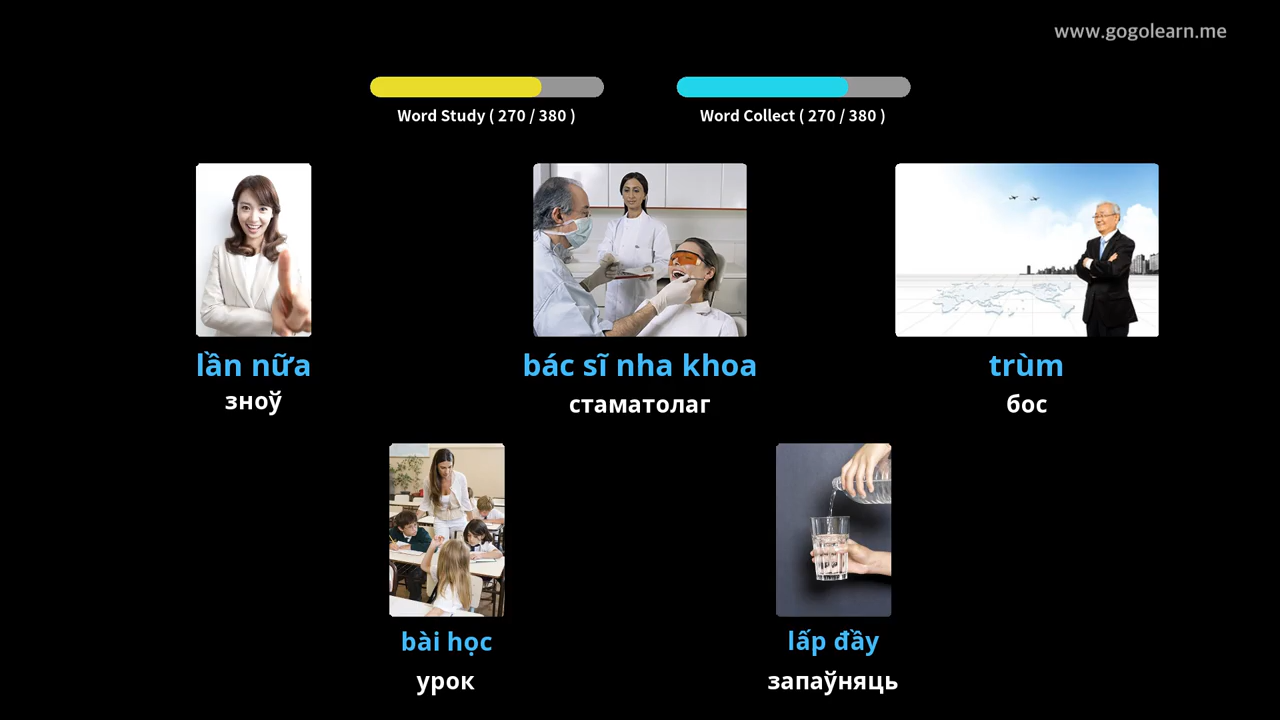 www.gogolearn.me
Word Study ( 270 / 380 )
Word Collect ( 270 / 380 )
lần nữa
зноў
bác sĩ nha khoa
стаматолаг
trùm
бос
bài học
урок
lấp đầy
запаўняць